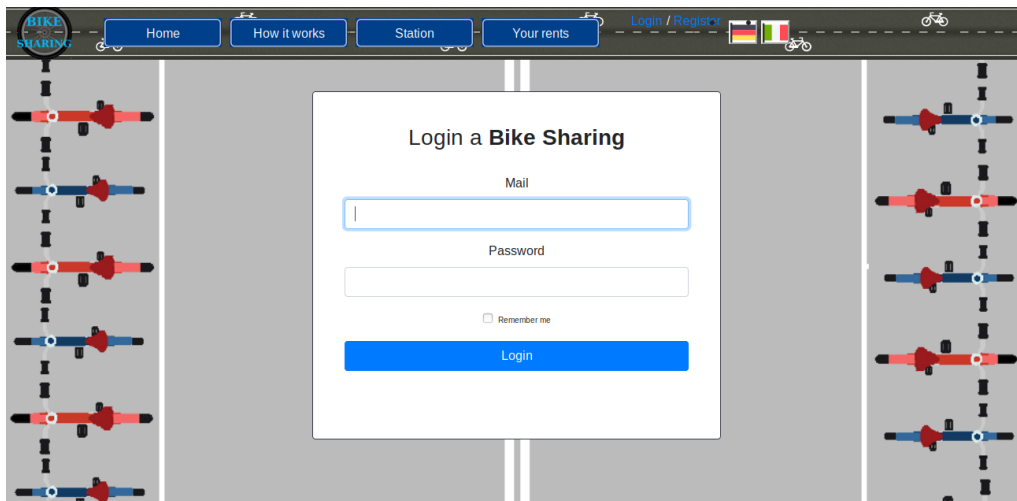 BIKE
SHARING
Home
How it works
Station
Your rents
Login / Register
Login a Bike Sharing
Mail
Password
Remember me
Login